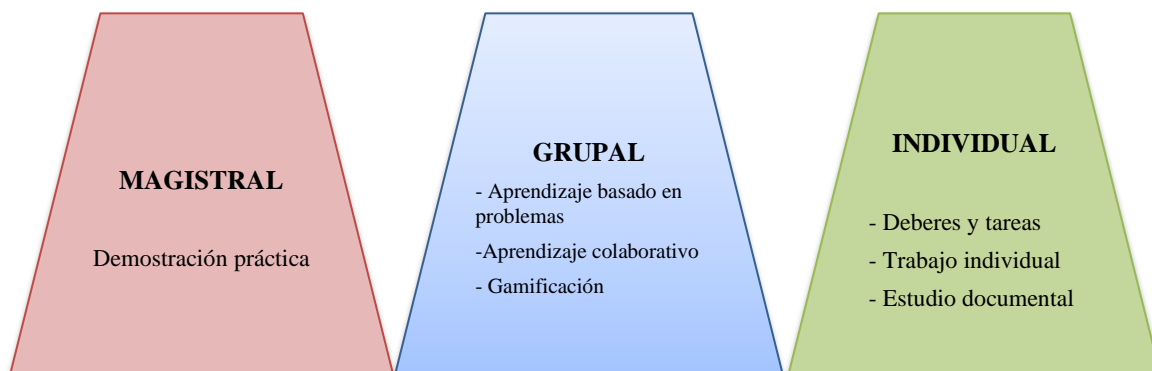 MAGISTRAL
Demostración práctica
GRUPAL
- Aprendizaje basado en
problemas
-Aprendizaje colaborativo
- Gamificación
INDIVIDUAL
- Deberes y tareas
- Trabajo individual
- Estudio documental